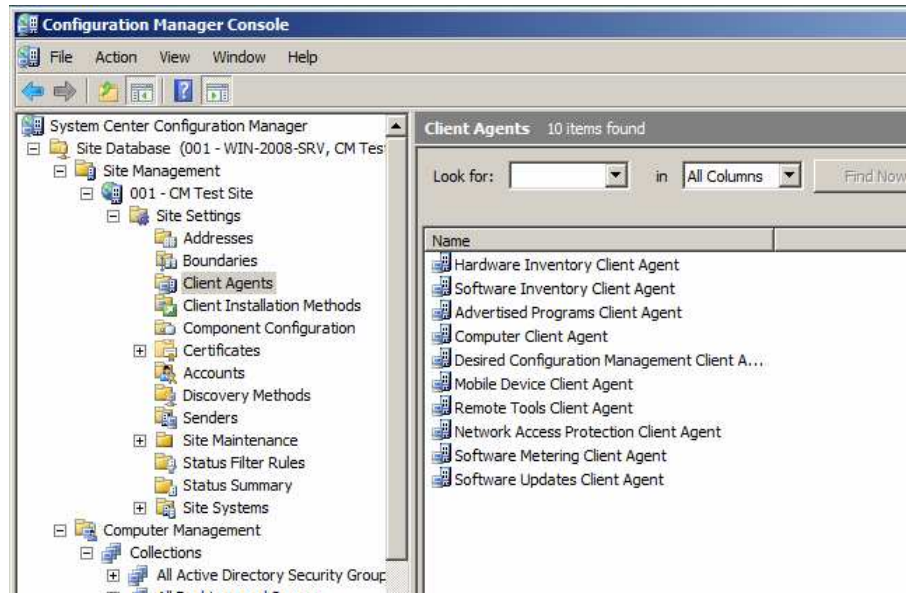 Configuration Manager Console
File Action View Window Help
System Center Configuration Manager
Site Database (001 - WIN-2008-SRV, CM Tes
Site Management
001 - CM Test Site
Site Settings
Addresses
Boundaries
Client Agents
Client Installation Methods
Component Configuration
Certificates
Accounts
Discovery Methods
Senders
Site Maintenance
Status Filter Rules
Status Summary
Site Systems
Computer Management
Collections
All Active Directory Security Group
Client Agents 10 items found
Look for: in All Columns Find Now
Name
Hardware Inventory Client Agent
Software Inventory Client Agent
Advertised Programs Client Agent
Computer Client Agent
Desired Configuration Management Client A...
Mobile Device Client Agent
Remote Tools Client Agent
Network Access Protection Client Agent
Software Metering Client Agent
Software Updates Client Agent